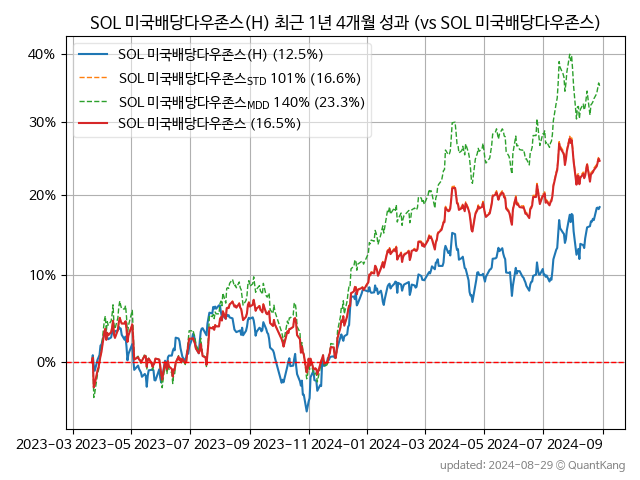 SOL 미국배당다우존스(H) 최근 1년 4개월 성과 (vs SOL 미국배당다우존스)
SOL 미국배당다우존스(H) (12.5%)
SOL 미국배당다우존스STD 101% (16.6%)
SOL 미국배당다우존스MDD 140% (23.3%)
SOL 미국배당다우존스 (16.5%)
40%
30%
20%
10%
0%
2023-03 2023-05 2023-07 2023-09 2023-11 2024-01 2024-03 2024-05 2024-07 2024-09
updated: 2024-08-29 © QuantKang